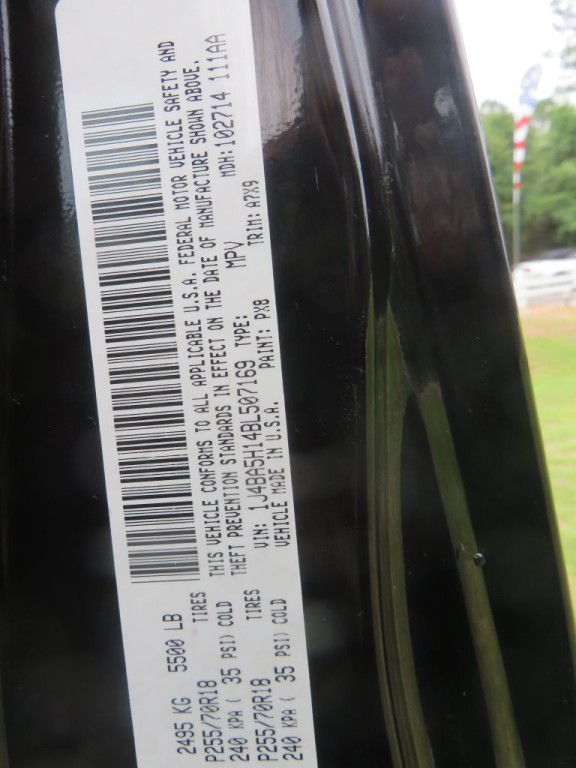 2495 KG 5500 LB
P255/70R18 TIRES
240 KPA ( 35 PSI) COLD
P255/70R18 TIRES
240 KPA ( 35 PSI) COLD
THIS VEHICLE CONFORMS TO ALL APPLICABLE U.S.A. FEDERAL MOTOR VEHICLE SAFETY AND
THEFT PREVENTION STANDARDS IN EFFECT ON THE DATE OF MANUFACTURE SHOWN ABOVE.
VIN: 1J4BA5H14BL507169 TYPE: MPV MDH:102714 111AA
VEHICLE MADE IN U.S.A. PAINT: PX8 TRIM: A7X9